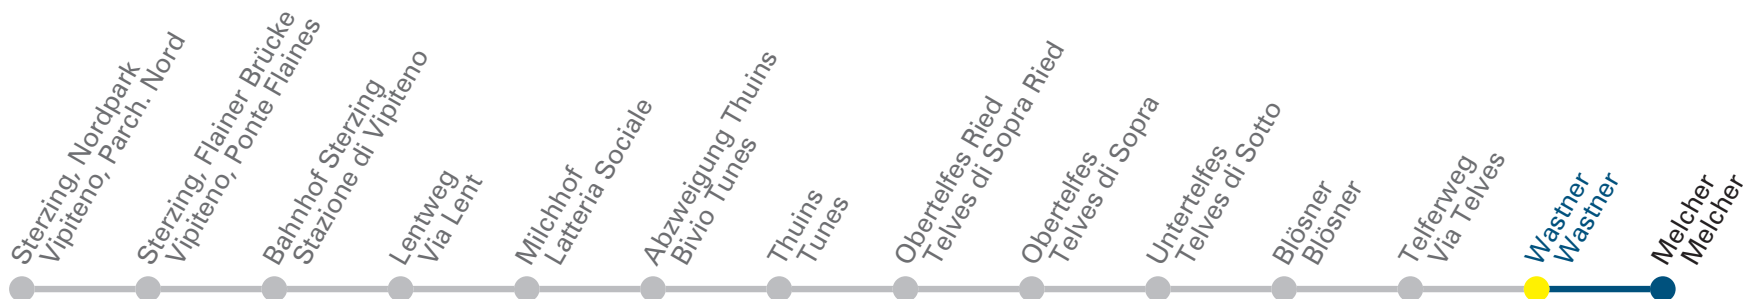 Sterzing, Nordpark
Vipiteno, Parch. Nord
Sterzing, Flainer Brücke
Vipiteno, Ponte Flaines
Bahnhof Sterzing
Stazione di Vipiteno
Lentweg
Via Lent
Milchhof
Latteria Sociale
Abzweigung Thuins
Bivio Tunes
Thuins
Tunes
Obertelfes Ried
Telves di Sopra Ried
Obertelfes
Telves di Sopra
Untertelfes
Telves di Sotto
Blösner
Blösner
Telferweg
Via Telves
Wastner
Wastner
Melcher
Melcher